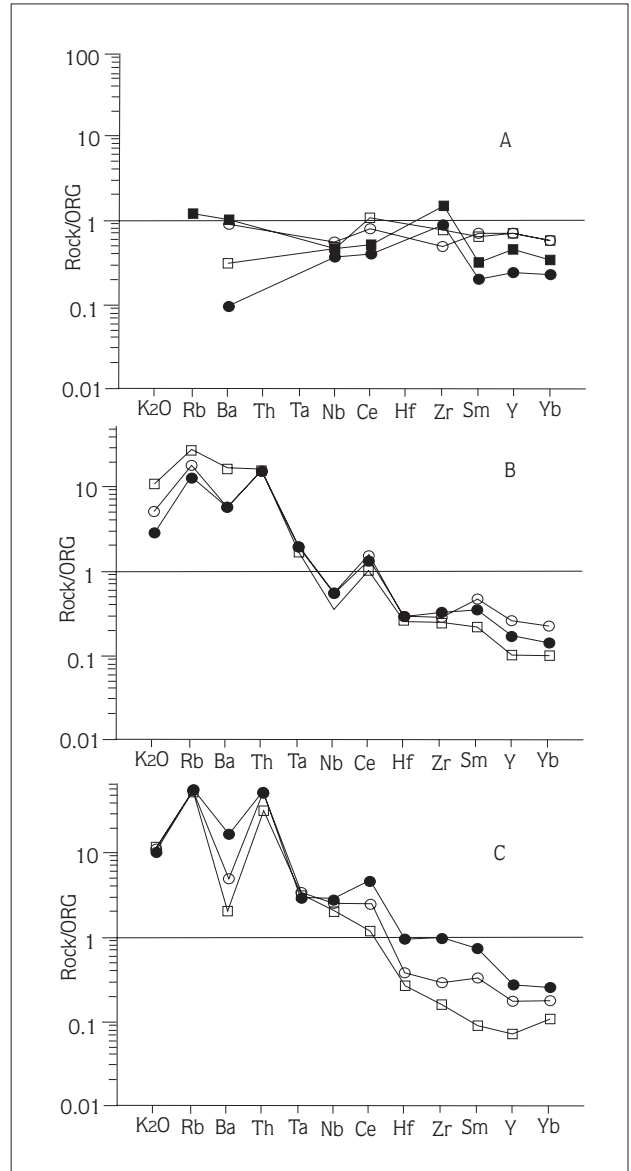 100
10
A
1
Rock/ORG
0.1
0.01
K2O Rb Ba Th Ta Nb Ce Hf Zr Sm Y Yb
B
10
1
Rock/ORG
0.1
0.01
K2O Rb Ba Th Ta Nb Ce Hf Zr Sm Y Yb
C
10
1
Rock/ORG
0.1
0.01
K2O Rb Ba Th Ta Nb Ce Hf Zr Sm Y Yb